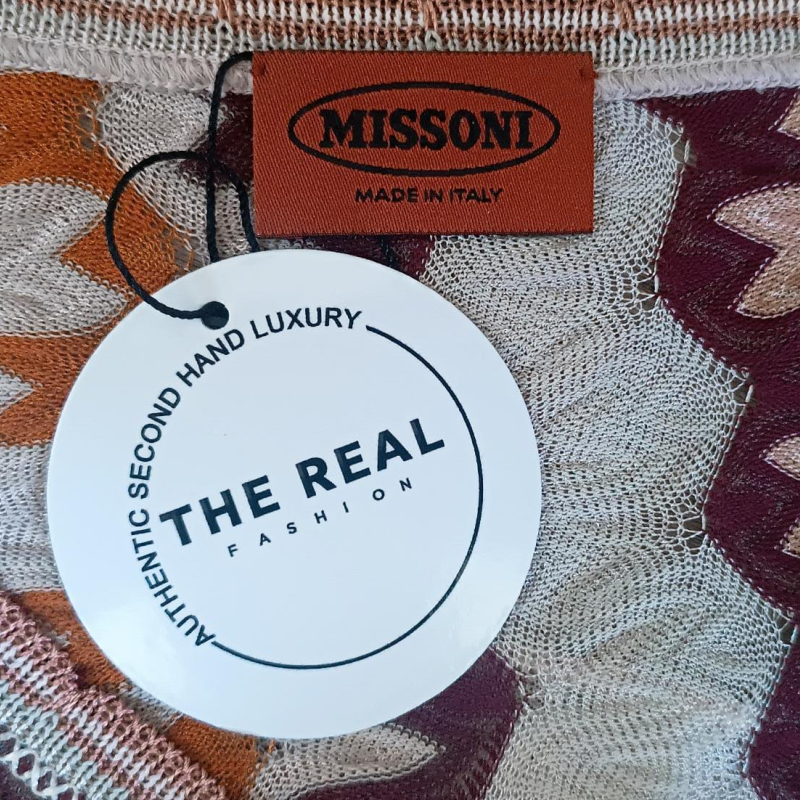 MISSONI
MADE IN ITALY
AUTHENTIC SECOND HAND LUXURY
THE REAL
FASHION